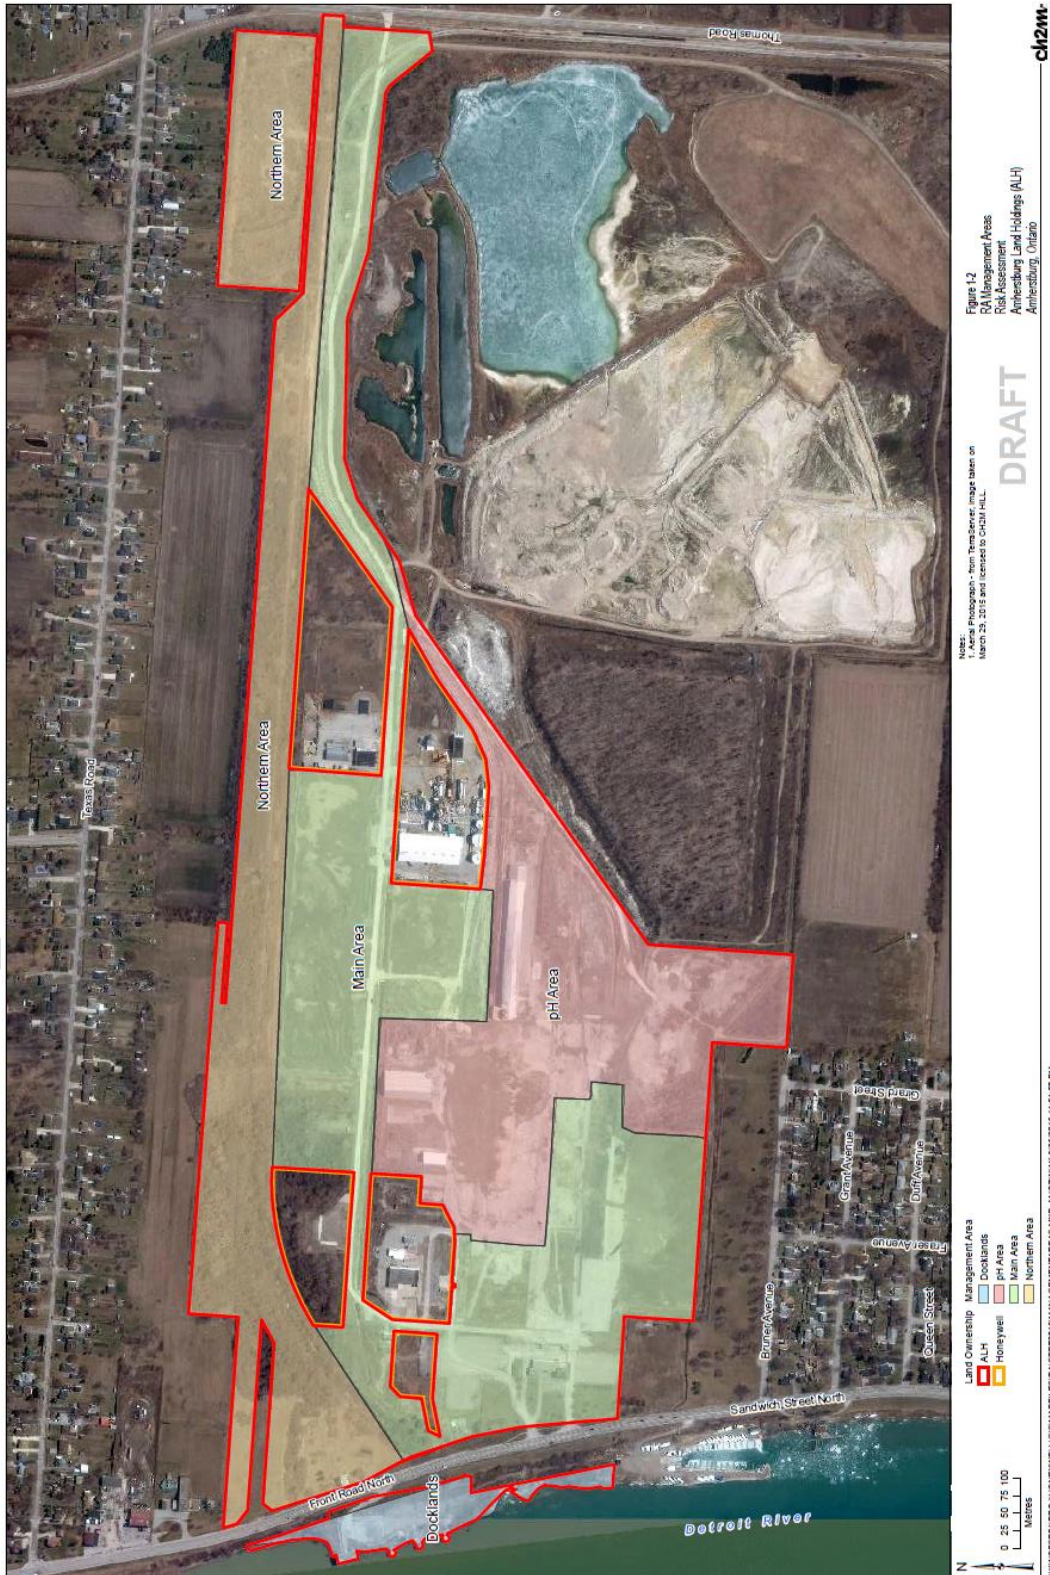 Texas Road
Thomas Road
Northern Area
Northern Area
Main Area
pH Area
Docklands
Front Road North
Sandwich Street North
Detroit River
Bruner Avenue
Grant Avenue
Duff Avenue
Fraser Avenue
Queen Street
Girard Street
N
0 25 50 75 100
Metres
Land Ownership
ALH
Honeywell
Management Area
Docklands
pH Area
Main Area
Northern Area
Notes:
1. Aerial Photograph - from TerraServer, image taken on
March 29, 2015 and licensed to CH2M HILL.
DRAFT
Figure 1-2
RA Management Areas
Risk Assessment
Amherstburg Land Holdings (ALH)
Amherstburg, Ontario
ch2m